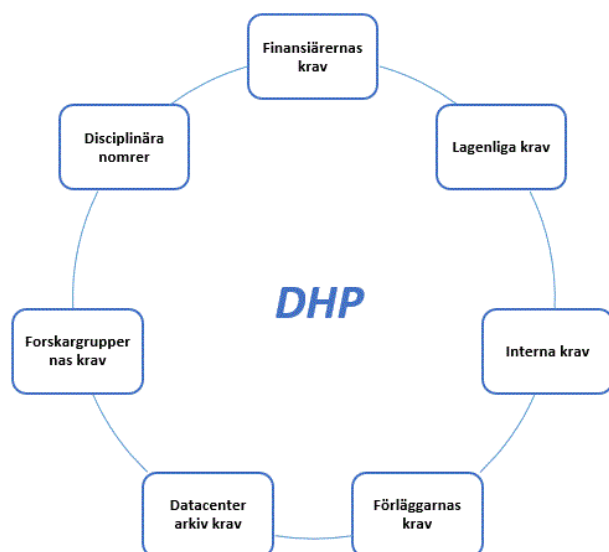 Finansiärernas
krav
Lagenliga krav
Interna krav
Förläggarnas
krav
Datacenter
arkiv krav
Forskargrupper
nas krav
Disciplinära
nomrer
DHP